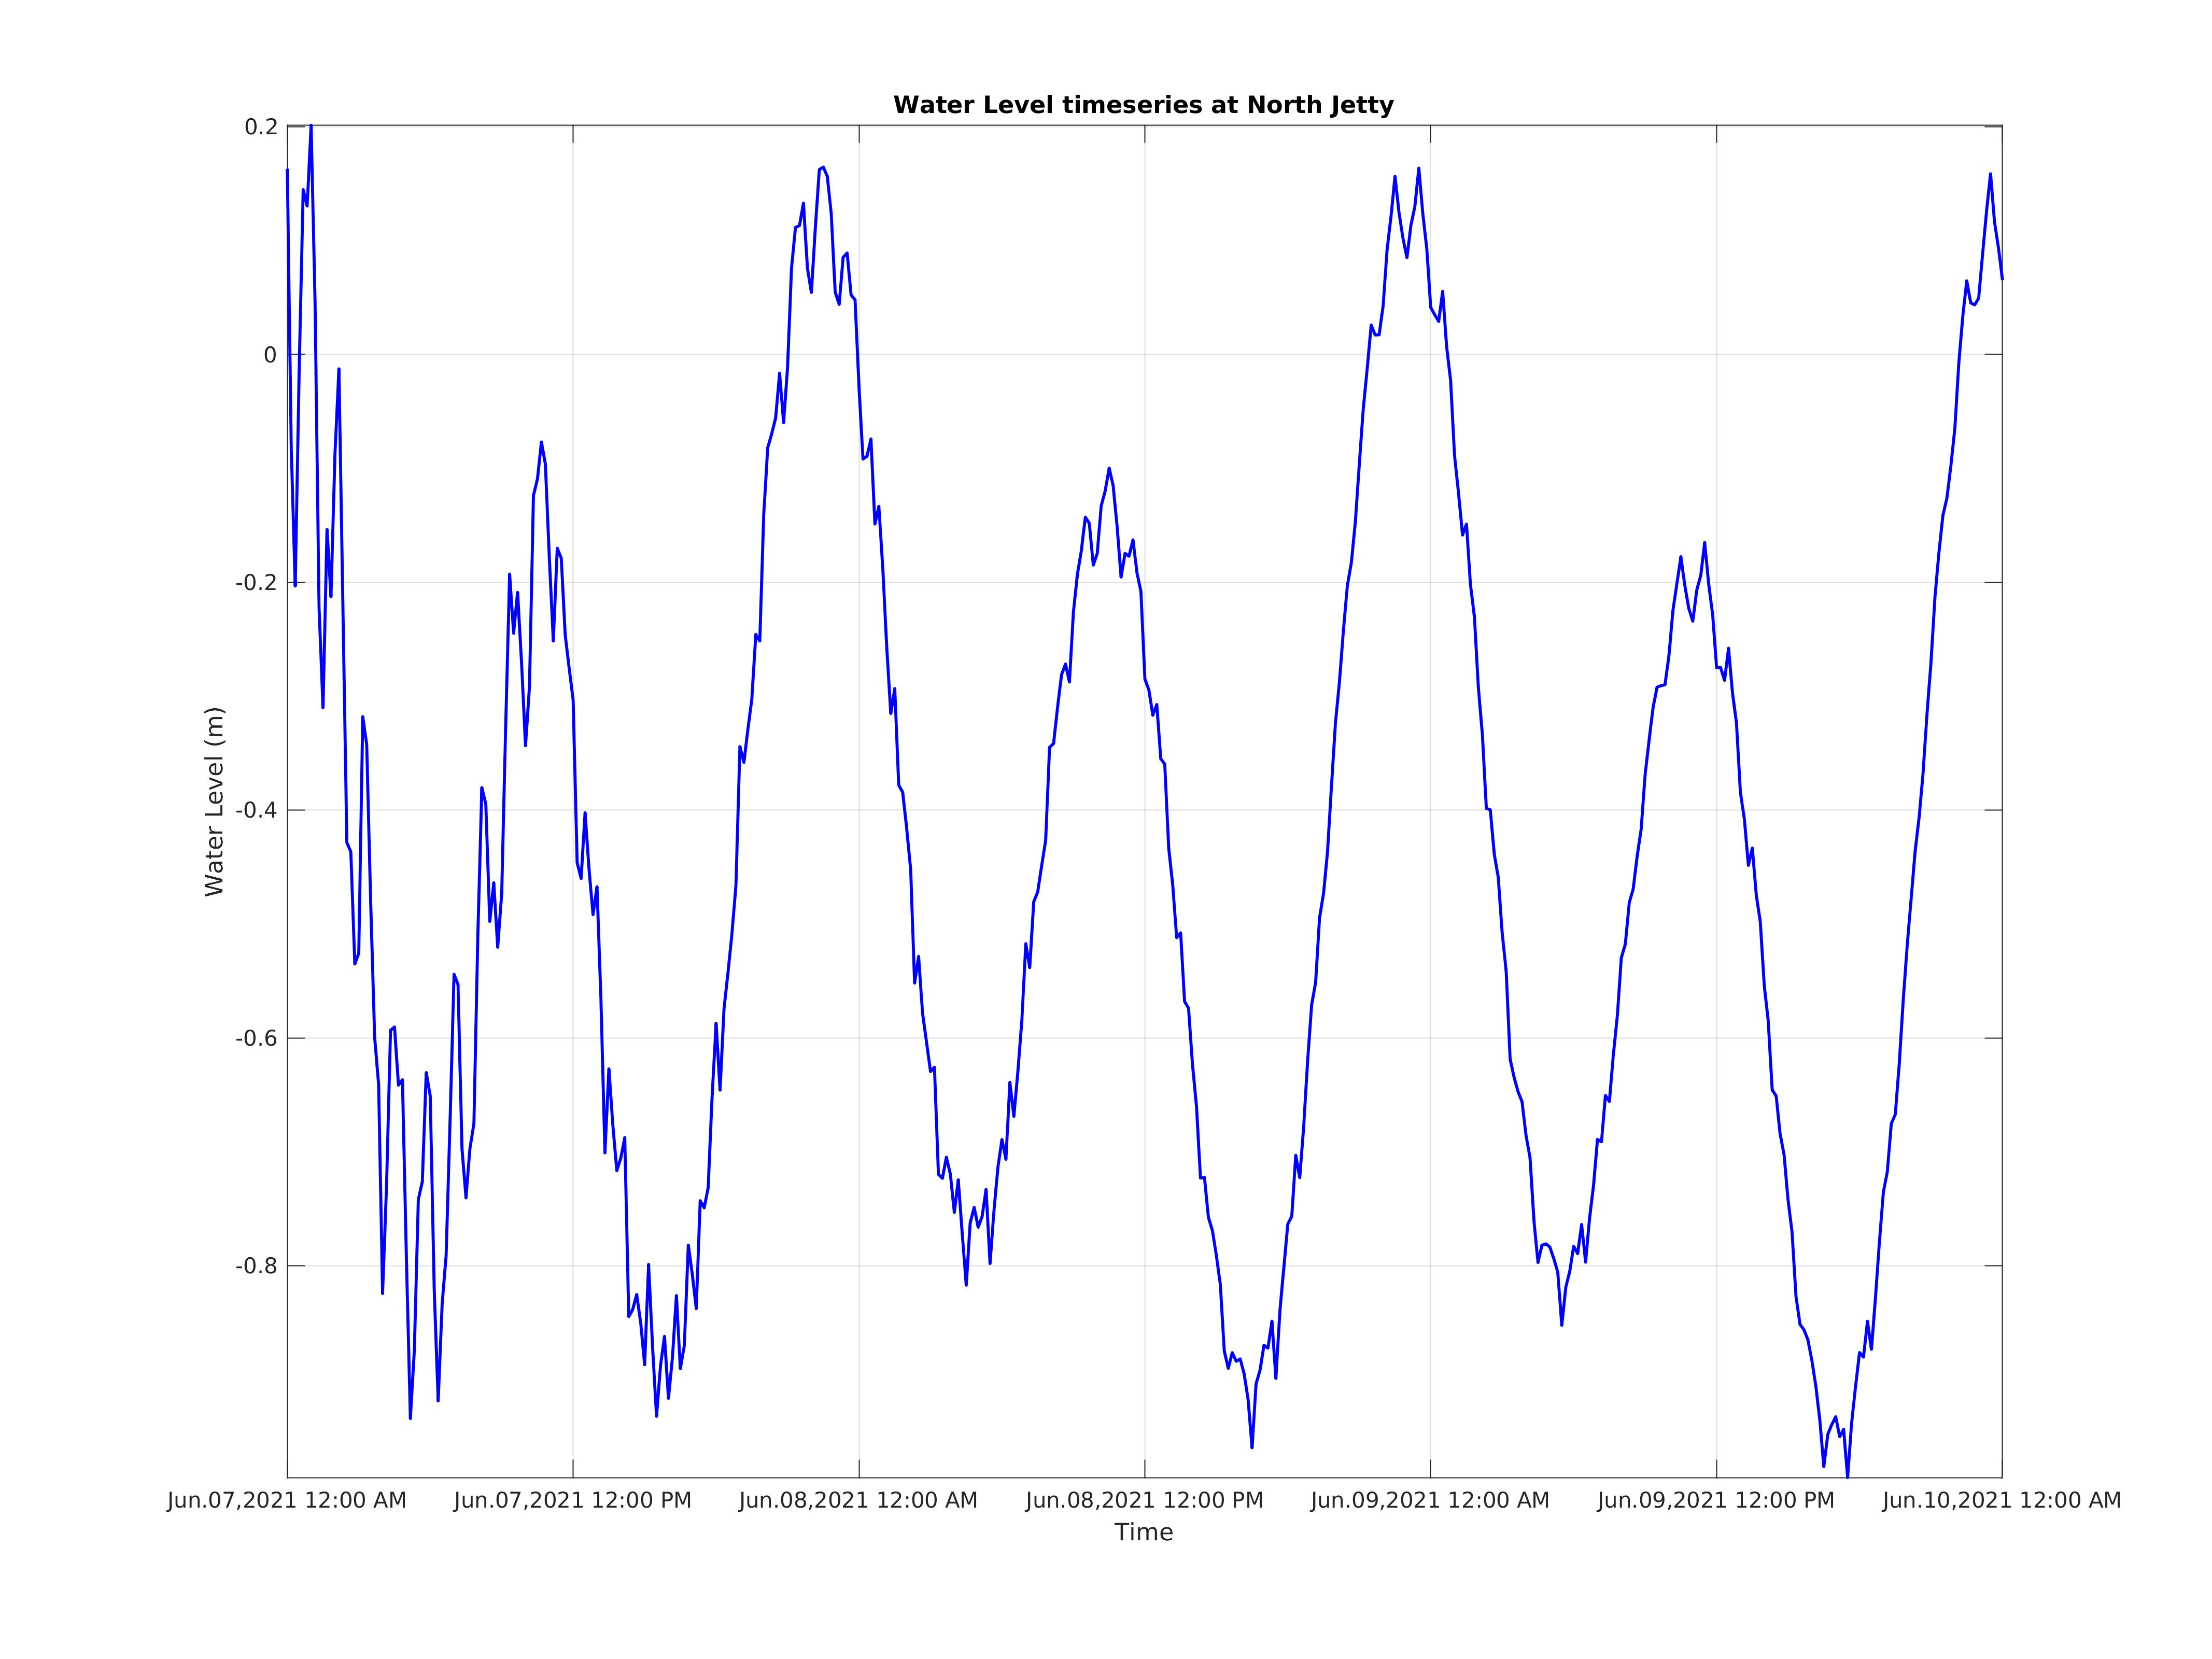 Water Level timeseries at North Jetty
0.2
0
-0.2
-0.4
-0.6
-0.8
Water Level (m)
Jun.07,2021 12:00 AM
Jun.07,2021 12:00 PM
Jun.08,2021 12:00 AM
Jun.08,2021 12:00 PM
Jun.09,2021 12:00 AM
Jun.09,2021 12:00 PM
Jun.10,2021 12:00 AM
Time